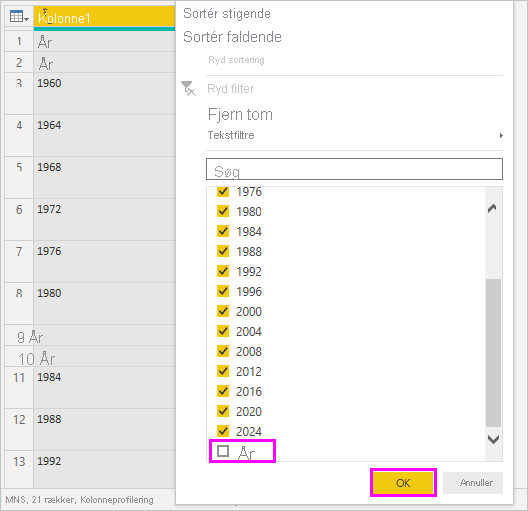 Kolonne1
1 År
2 År
3 1960
4 1964
5 1968
6 1972
7 1976
8 1980
9 År
10 År
11 1984
12 1988
13 1992
MNS, 21 rækker, Kolonneprofilering
Sortér stigende
Sortér faldende
Ryd sortering
Ryd filter
Fjern tom
Tekstfiltre
Søg
1976
1980
1984
1988
1992
1996
2000
2004
2008
2012
2016
2020
2024
År
OK
Annuller